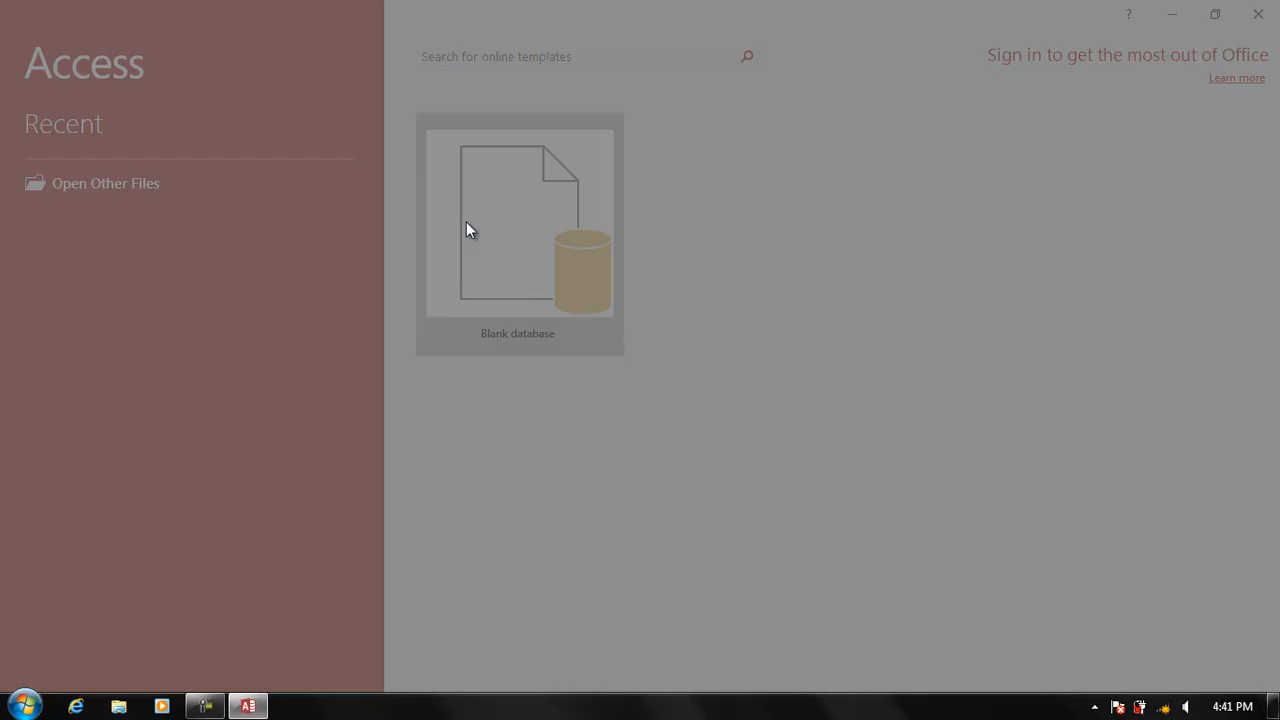 Access
Recent
Open Other Files
?
Search for online templates
Sign in to get the most out of Office
Learn more
Blank database
4:41 PM